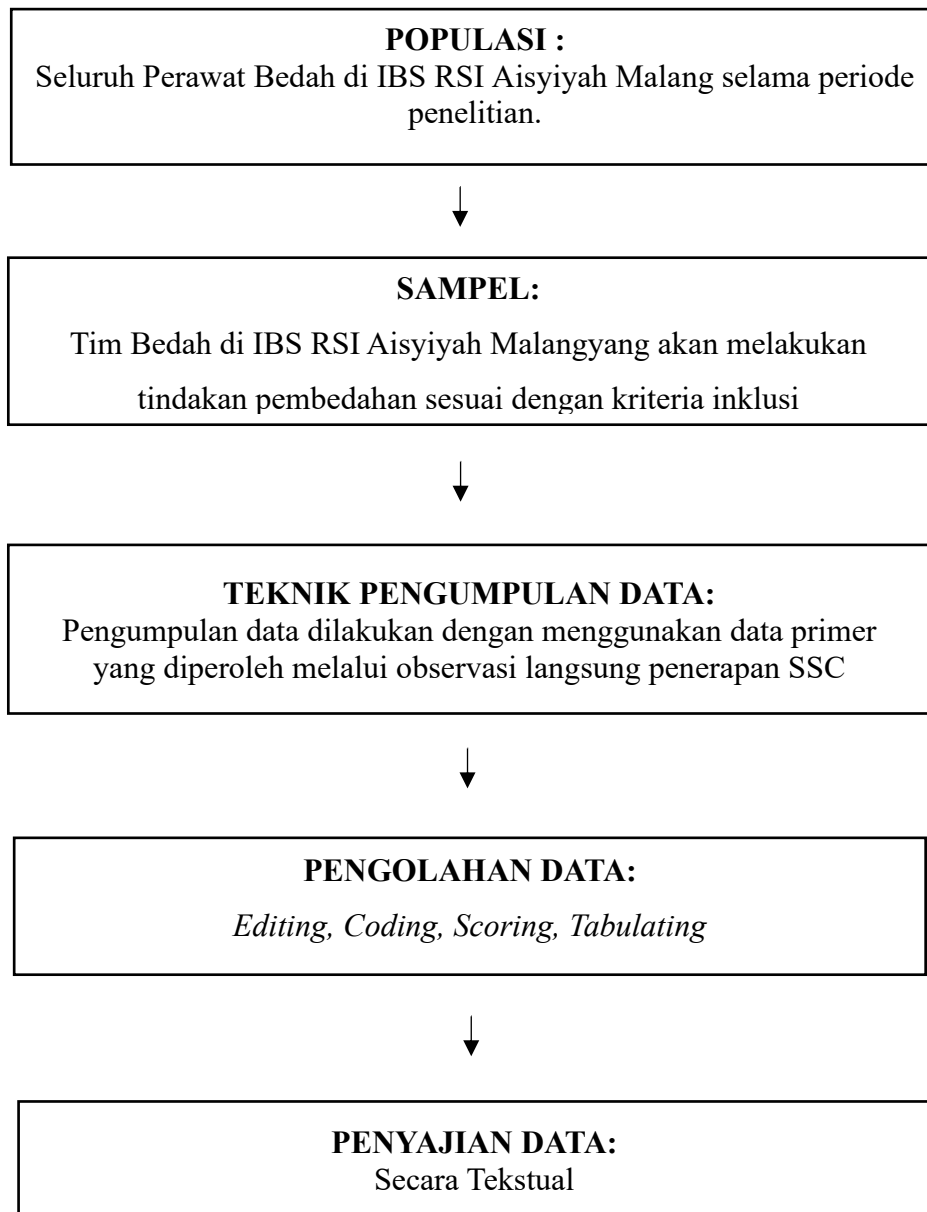 POPULASI :
Seluruh Perawat Bedah di IBS RSI Aisyiyah Malang selama periode
penelitian.
SAMPEL:
Tim Bedah di IBS RSI Aisyiyah Malangyang akan melakukan
tindakan pembedahan sesuai dengan kriteria inklusi
TEKNIK PENGUMPULAN DATA:
Pengumpulan data dilakukan dengan menggunakan data primer
yang diperoleh melalui observasi langsung penerapan SSC
PENGOLAHAN DATA:
Editing, Coding, Scoring, Tabulating
PENYAJIAN DATA:
Secara Tekstual